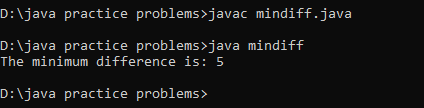 D:\java practice problems>javac mindiff.java
D:\java practice problems>java mindiff
The minimum difference is: 5
D:\java practice problems>